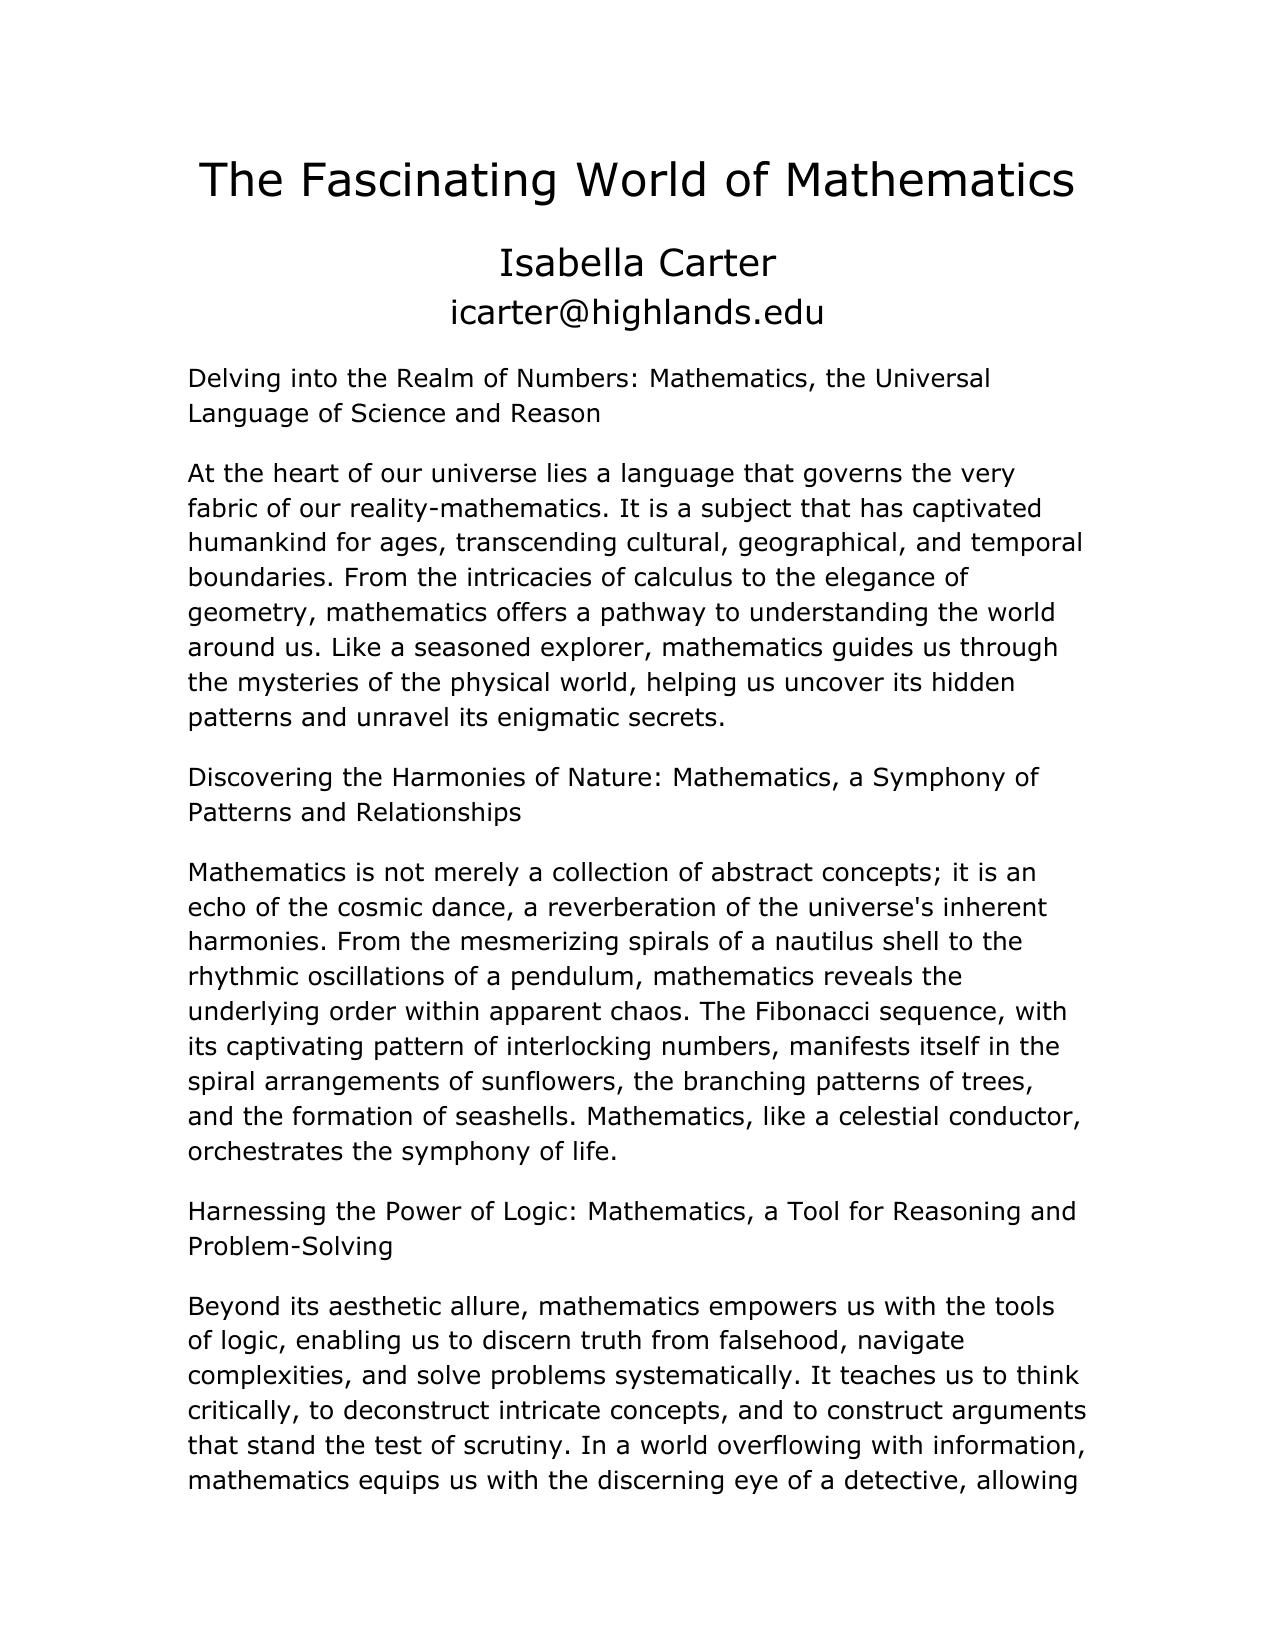 The Fascinating World of Mathematics
Isabella Carter
icarter@highlands.edu
Delving into the Realm of Numbers: Mathematics, the Universal
Language of Science and Reason
At the heart of our universe lies a language that governs the very
fabric of our reality-mathematics. It is a subject that has captivated
humankind for ages, transcending cultural, geographical, and temporal
boundaries. From the intricacies of calculus to the elegance of
geometry, mathematics offers a pathway to understanding the world
around us. Like a seasoned explorer, mathematics guides us through
the mysteries of the physical world, helping us uncover its hidden
patterns and unravel its enigmatic secrets.
Discovering the Harmonies of Nature: Mathematics, a Symphony of
Patterns and Relationships
Mathematics is not merely a collection of abstract concepts; it is an
echo of the cosmic dance, a reverberation of the universe's inherent
harmonies. From the mesmerizing spirals of a nautilus shell to the
rhythmic oscillations of a pendulum, mathematics reveals the
underlying order within apparent chaos. The Fibonacci sequence, with
its captivating pattern of interlocking numbers, manifests itself in the
spiral arrangements of sunflowers, the branching patterns of trees,
and the formation of seashells. Mathematics, like a celestial conductor,
orchestrates the symphony of life.
Harnessing the Power of Logic: Mathematics, a Tool for Reasoning and
Problem-Solving
Beyond its aesthetic allure, mathematics empowers us with the tools
of logic, enabling us to discern truth from falsehood, navigate
complexities, and solve problems systematically. It teaches us to think
critically, to deconstruct intricate concepts, and to construct arguments
that stand the test of scrutiny. In a world overflowing with information,
mathematics equips us with the discerning eye of a detective, allowing